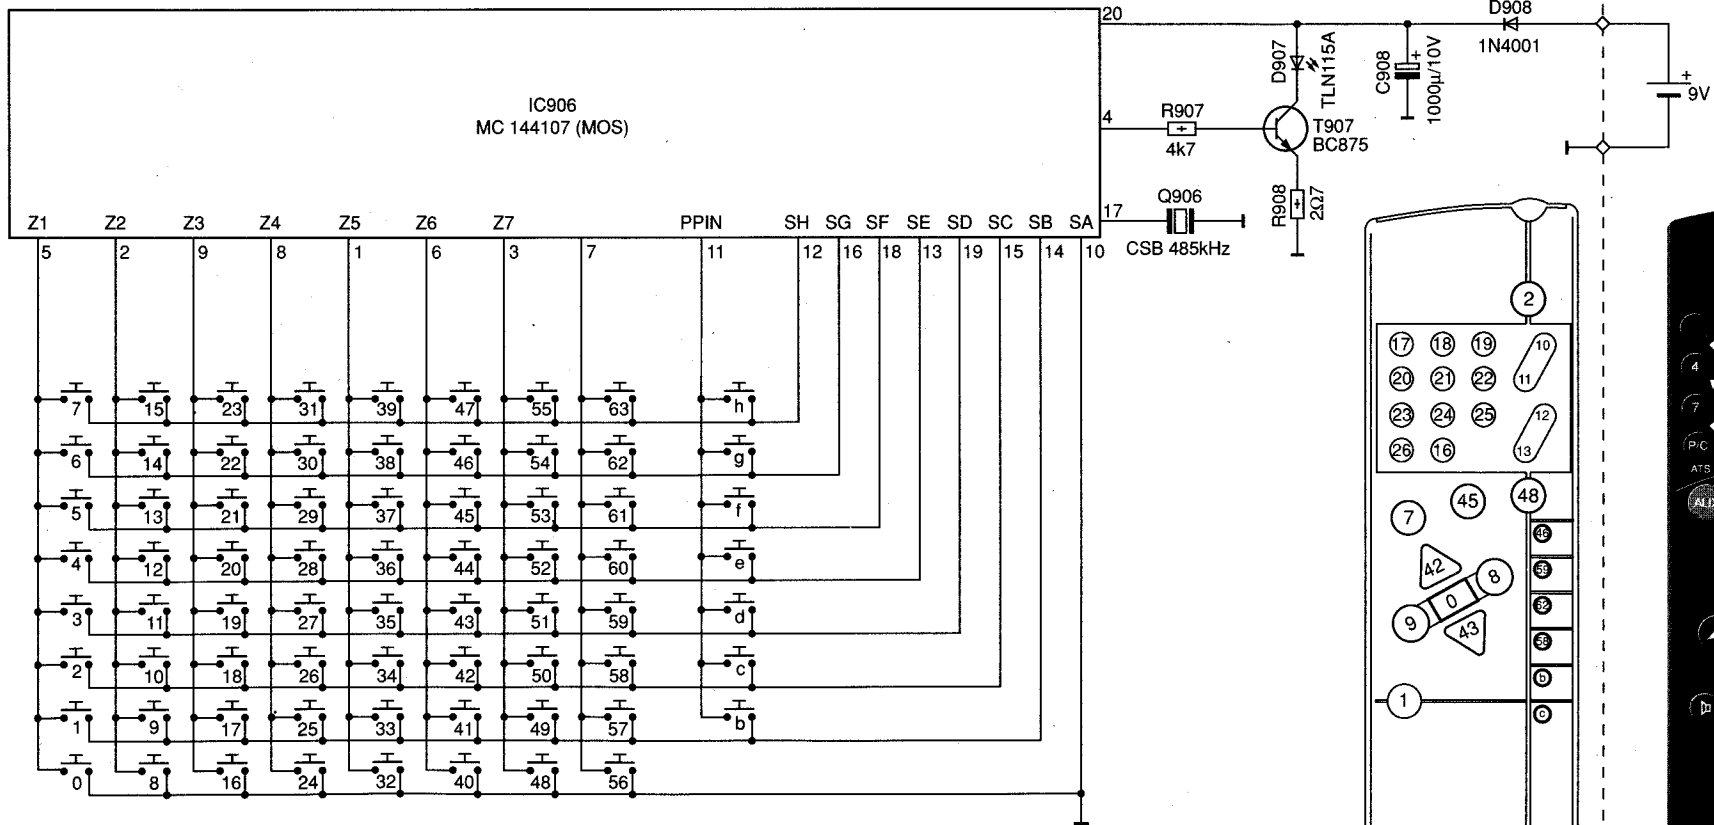 20
D908
1N4001
D907
TLN115A
C908
+
1000µ/10V
+
9V
IC906
MC 144107 (MOS)
4
R907
4k7
T907
BC875
R908
2Ω7
17
Q906
CSB 485kHz
Z1 Z2 Z3 Z4 Z5 Z6 Z7 PPIN SH SG SF SE SD SC SB SA
5 2 9 8 1 6 3 7 11 12 16 18 13 19 15 14 10
7 15 23 31 39 47 55 63 h
6 14 22 30 38 46 54 62 g
5 13 21 29 37 45 53 61 f
4 12 20 28 36 44 52 60 e
3 11 19 27 35 43 51 59 d
2 10 18 26 34 42 50 58 c
1 9 17 25 33 41 49 57 b
0 8 16 24 32 40 48 56
2
17 18 19 10
20 21 22 11
23 24 25 12
26 16 13
7 45 48
46
42 8
59
0
9 43
62
58
b
1
c
4
7
P/C
ATS